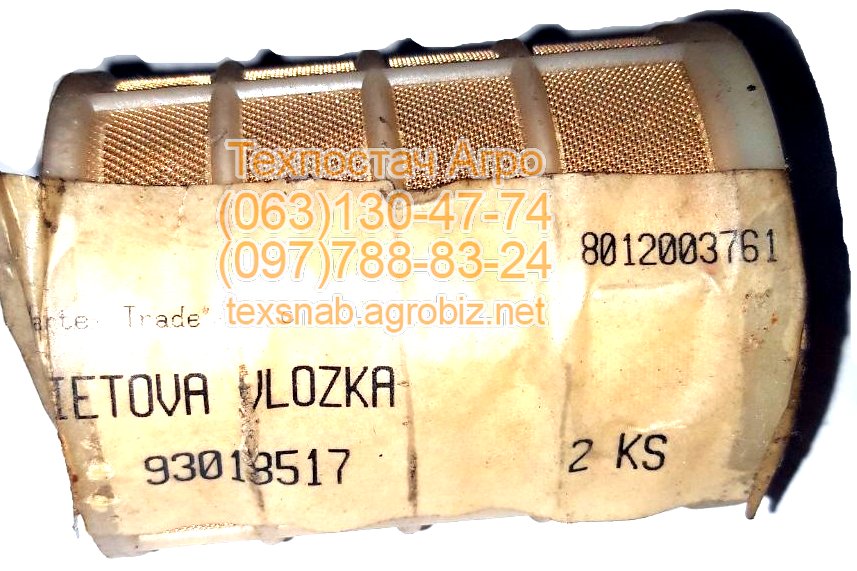 Техпостач Агро
(063)130-47-74
(097)788-83-24
texsnab.agrobiz.net
8012003761
Trade"
VLOZKA
93018517
2 KS